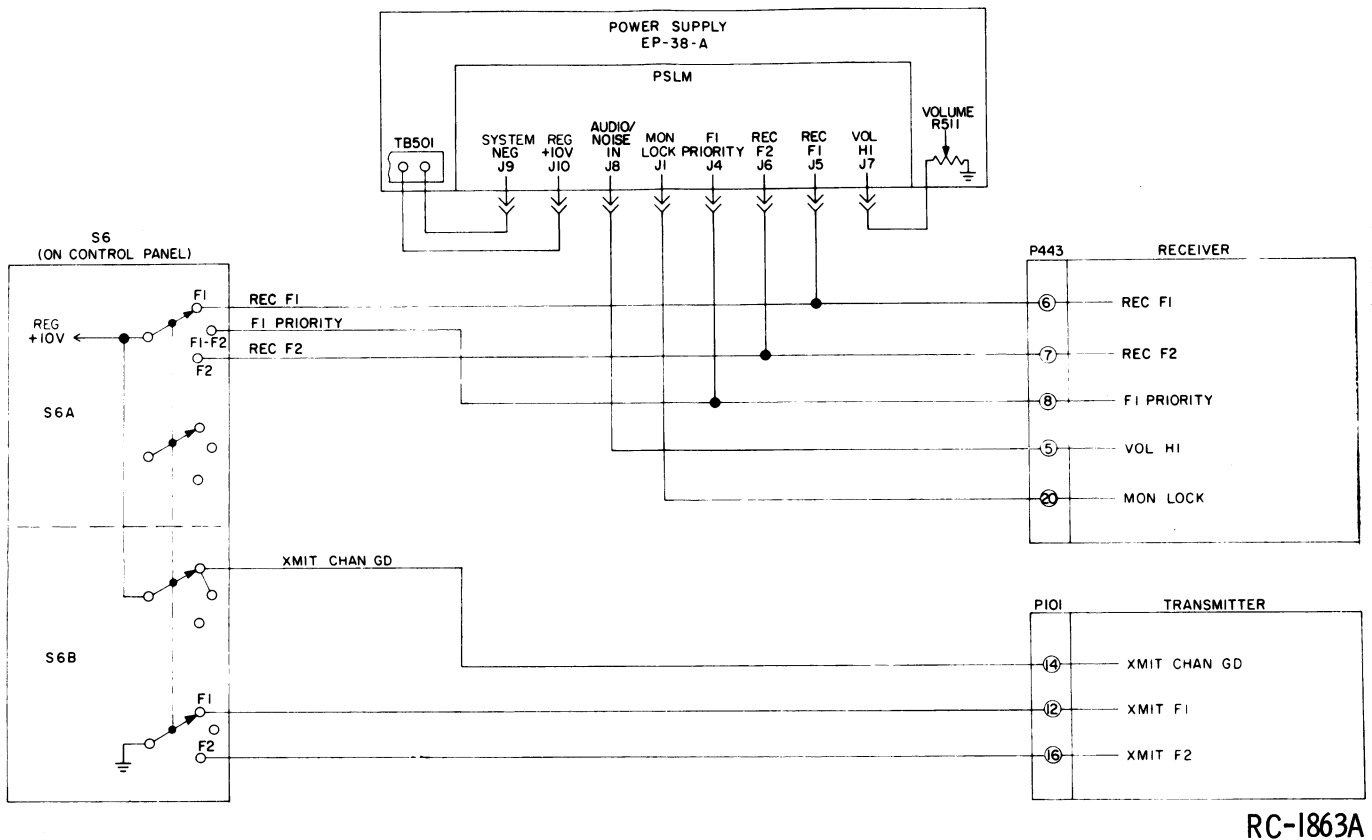 POWER SUPPLY
EP-38-A
PSLM
TB501
SYSTEM
NEG
J9
REG
+10V
J10
AUDIO/
NOISE
IN
J8
MON
LOCK
J1
F1
PRIORITY
J4
REC
F2
J6
REC
F1
J5
VOL
HI
J7
VOLUME
R511
S6
(ON CONTROL PANEL)
REG
+10V
F1
F1-F2
F2
S6A
REC F1
F1 PRIORITY
REC F2
P443
RECEIVER
6 REC F1
7 REC F2
8 F1 PRIORITY
5 VOL HI
20 MON LOCK
XMIT CHAN GD
S6B
F1
F2
P101
TRANSMITTER
14 XMIT CHAN GD
12 XMIT F1
16 XMIT F2
RC-1863A